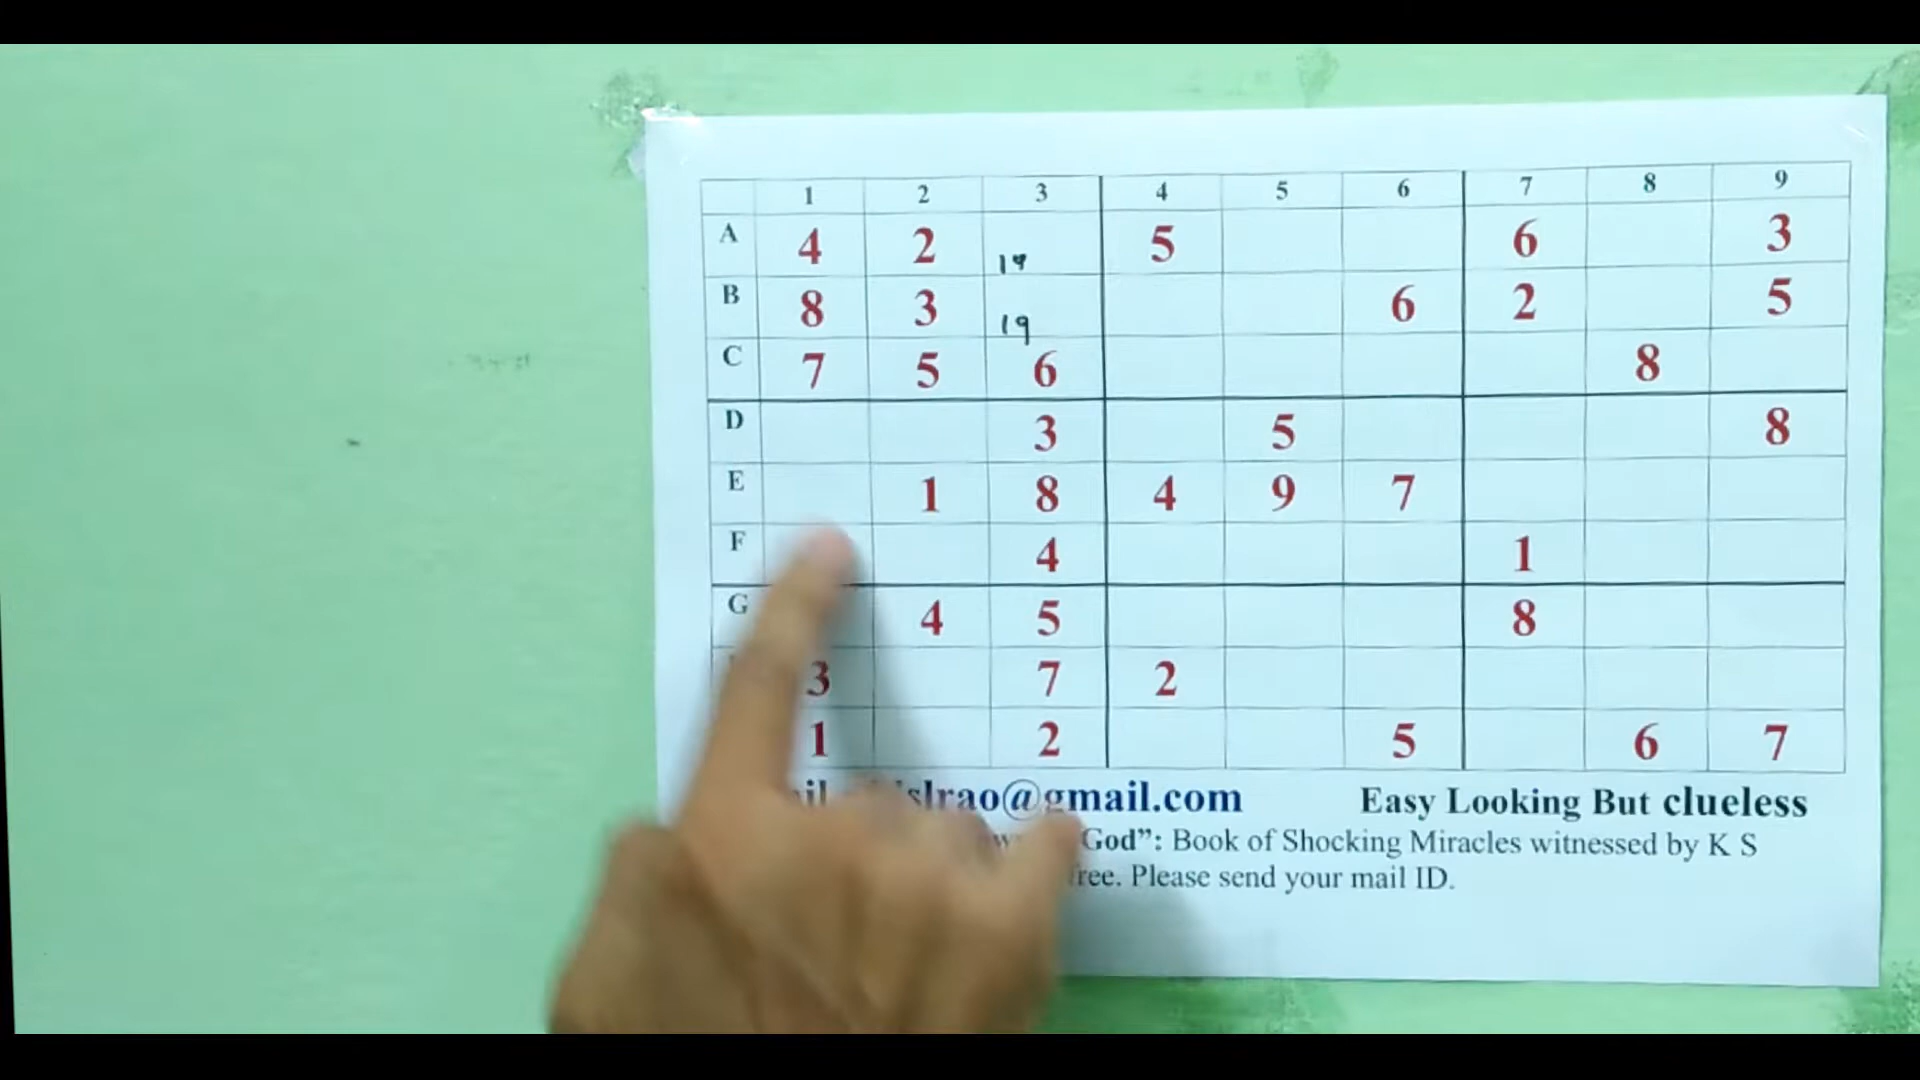 1 2 3 4 5 6 7 8 9
A 4 2 19 5 6 3
B 8 3 19 6 2 5
C 7 5 6 8
D 3 5 8
E 1 8 4 9 7
F 4 1
G 4 5 8
3 7 2
1 2 5 6 7
slrao@gmail.com Easy Looking But clueless
God”: Book of Shocking Miracles witnessed by K S
free. Please send your mail ID.